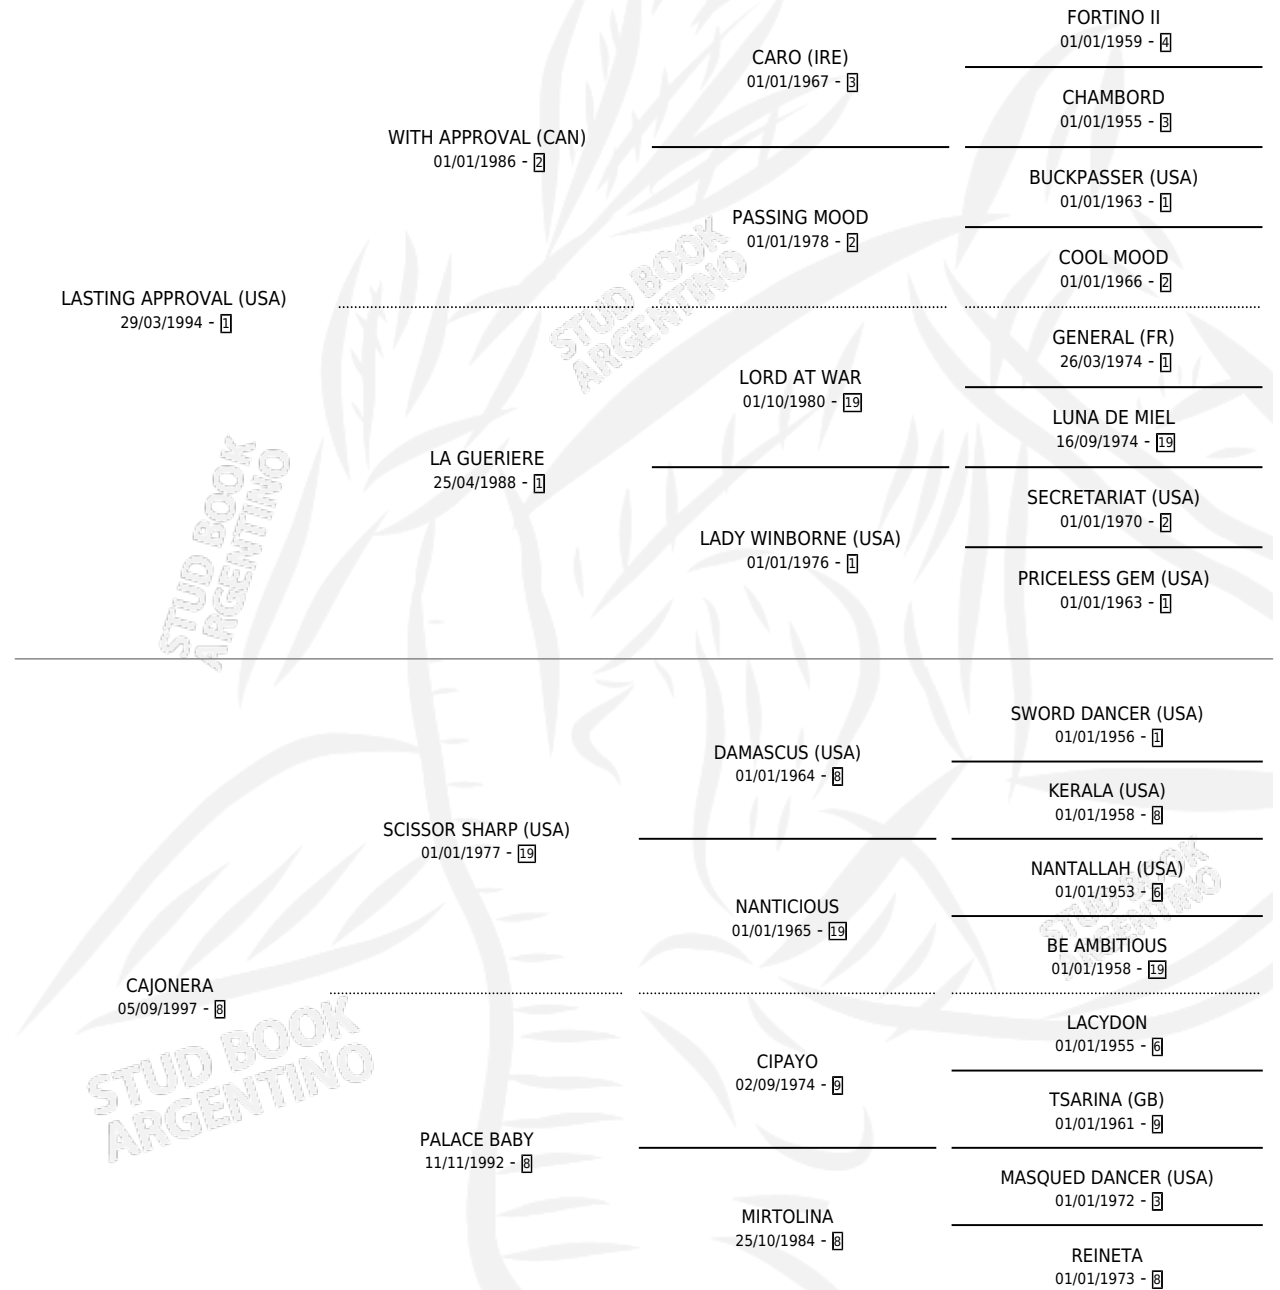 FORTINO II
01/01/1959 - 4
CARO (IRE)
01/01/1967 - 3
CHAMBORD
01/01/1955 - 3
WITH APPROVAL (CAN)
01/01/1986 - 2
BUCKPASSER (USA)
01/01/1963 - 1
PASSING MOOD
01/01/1978 - 2
COOL MOOD
01/01/1966 - 2
LASTING APPROVAL (USA)
29/03/1994 - 1
GENERAL (FR)
26/03/1974 - 1
LORD AT WAR
01/10/1980 - 19
LUNA DE MIEL
16/09/1974 - 19
LA GUERIERE
25/04/1988 - 1
SECRETARIAT (USA)
01/01/1970 - 2
LADY WINBORNE (USA)
01/01/1976 - 1
PRICELESS GEM (USA)
01/01/1963 - 1
SWORD DANCER (USA)
01/01/1956 - 1
DAMASCUS (USA)
01/01/1964 - 8
KERALA (USA)
01/01/1958 - 8
SCISSOR SHARP (USA)
01/01/1977 - 19
NANTALLAH (USA)
01/01/1953 - 6
NANTICIOUS
01/01/1965 - 19
BE AMBITIOUS
01/01/1958 - 19
CAJONERA
05/09/1997 - 8
LACYDON
01/01/1955 - 6
CIPAYO
02/09/1974 - 9
TSARINA (GB)
01/01/1961 - 9
PALACE BABY
11/11/1992 - 8
MASQUED DANCER (USA)
01/01/1972 - 3
MIRTOLINA
25/10/1984 - 8
REINETA
01/01/1973 - 8
STUD BOOK
ARGENTINO
STUD BOOK
ARGENTINO
STUD BOOK
ARGENTINO
STUD BOOK
ARGENTINO